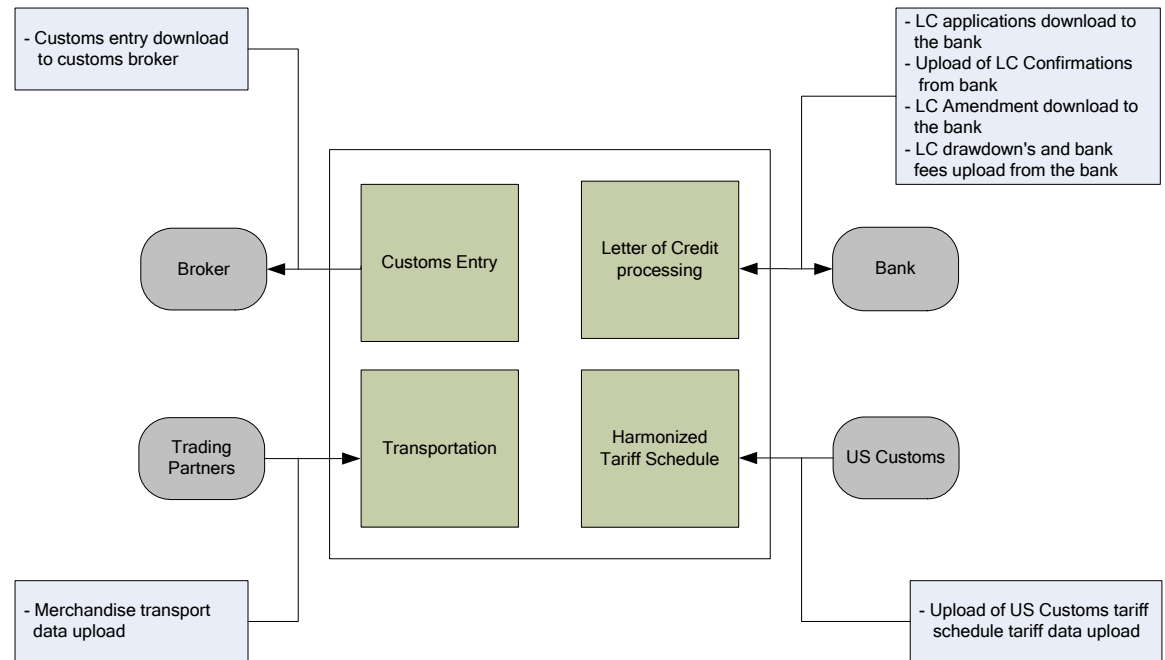 - Customs entry download
to customs broker
- LC applications download to
the bank
- Upload of LC Confirmations
from bank
- LC Amendment download to
the bank
- LC drawdown's and bank
fees upload from the bank
Broker
Customs Entry
Letter of Credit
processing
Bank
Trading
Partners
Transportation
Harmonized
Tariff Schedule
US Customs
- Merchandise transport
data upload
- Upload of US Customs tariff
schedule tariff data upload